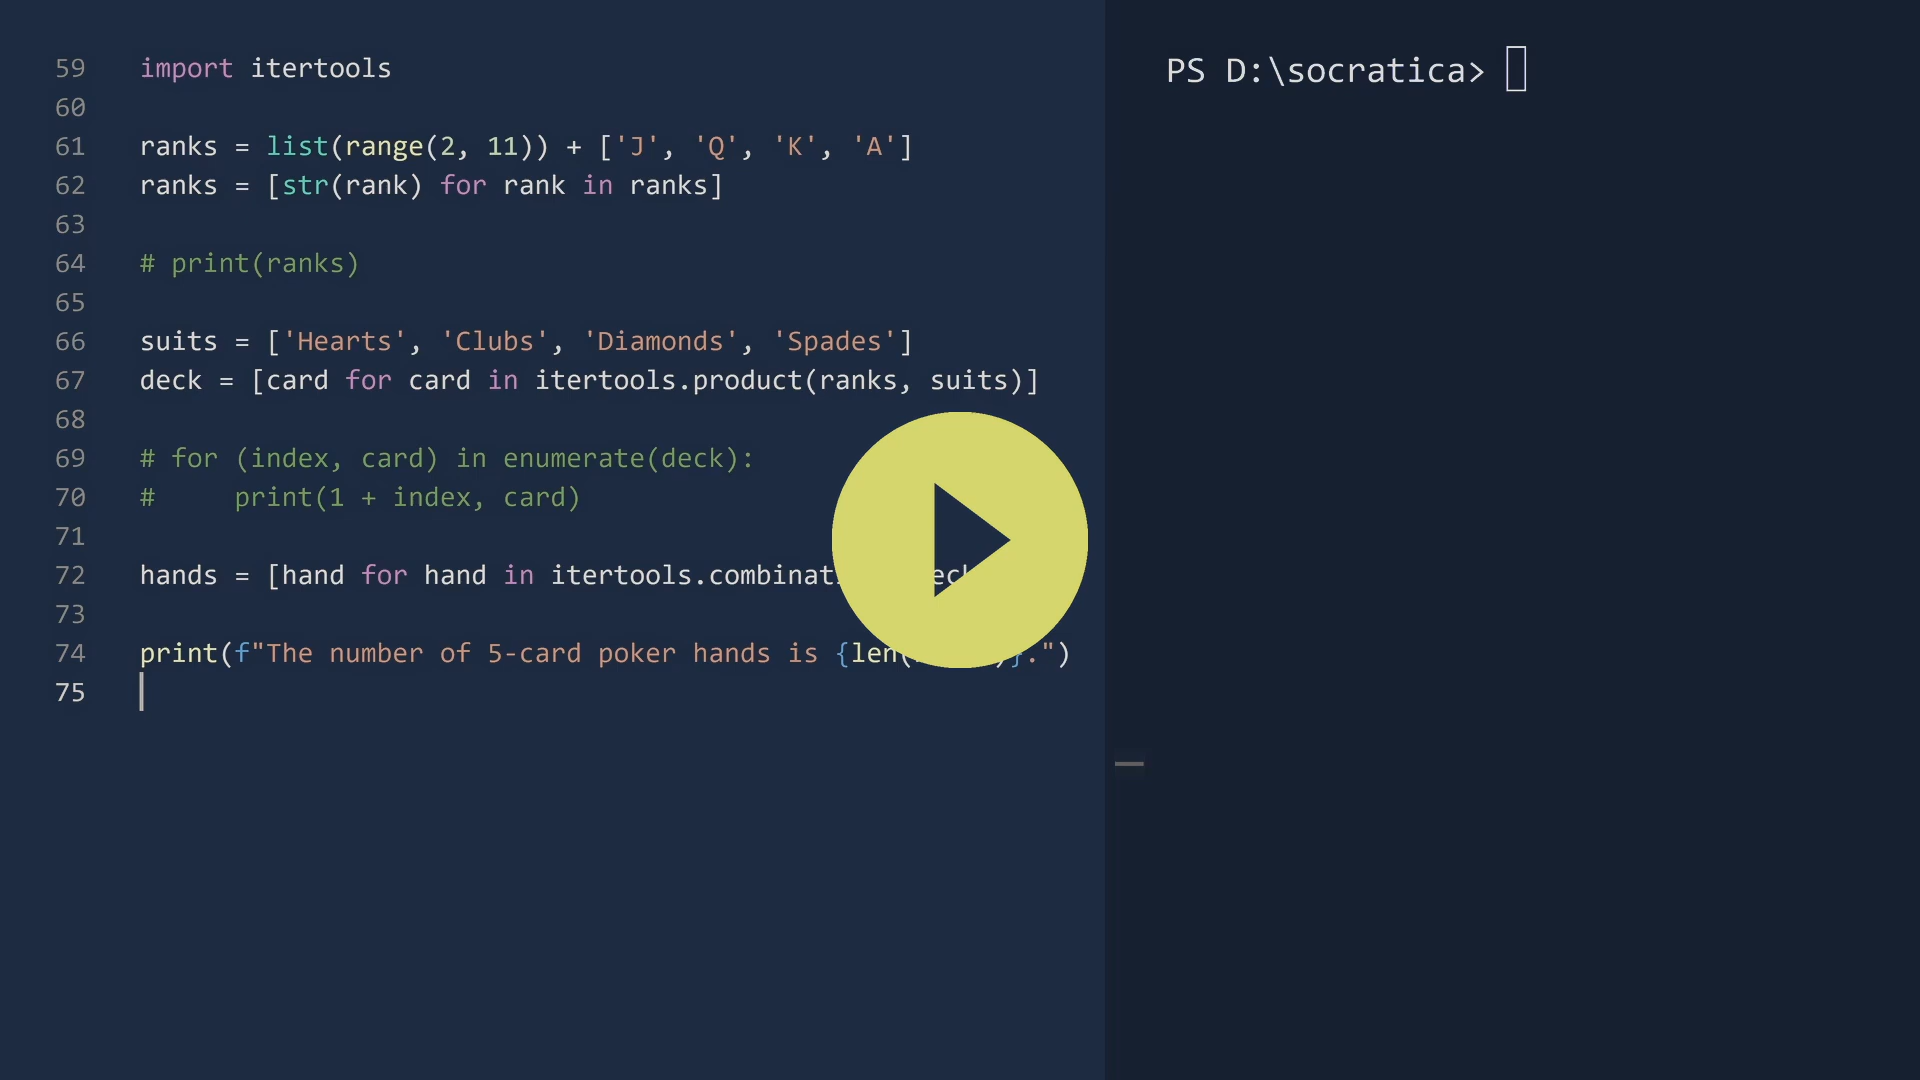 59 import itertools
60
61 ranks = list(range(2, 11)) + ['J', 'Q', 'K', 'A']
62 ranks = [str(rank) for rank in ranks]
63
64 # print(ranks)
65
66 suits = ['Hearts', 'Clubs', 'Diamonds', 'Spades']
67 deck = [card for card in itertools.product(ranks, suits)]
68
69 # for (index, card) in enumerate(deck):
70 #     print(1 + index, card)
71
72 hands = [hand for hand in
73
74 print(f"The number of 5-card poker hands is {len(
75
PS D:\socratica>